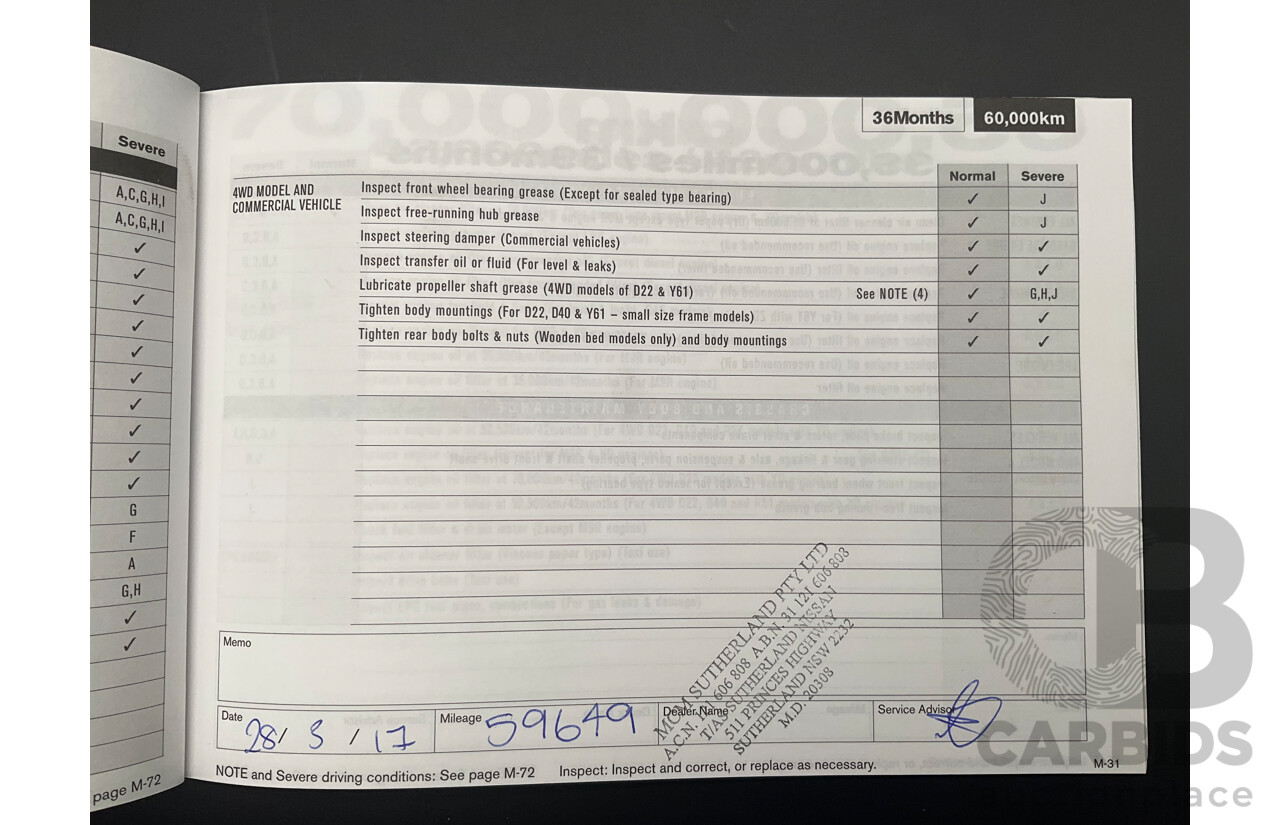 Severe
A,C,G,H,I
A,C,G,H,I
✓
✓
✓
✓
✓
✓
✓
✓
✓
✓
G
F
A
G,H
✓
✓
page M-72
36Months 60,000km
Normal Severe
4WD MODEL AND
COMMERCIAL VEHICLE
Inspect front wheel bearing grease (Except for sealed type bearing) ✓ J
Inspect free-running hub grease ✓ J
Inspect steering damper (Commercial vehicles) ✓ ✓
Inspect transfer oil or fluid (For level & leaks) ✓ ✓
Lubricate propeller shaft grease (4WD models of D22 & Y61) See NOTE (4) ✓ G,H,J
Tighten body mountings (For D22, D40 & Y61 – small size frame models) ✓ ✓
Tighten rear body bolts & nuts (Wooden bed models only) and body mountings ✓ ✓
Memo
MCM SUTHERLAND PTY LTD
A.C.N. 121 606 808 A.B.N. 31 121 606 808
T/AS SUTHERLAND NISSAN
511 PRINCES HIGHWAY
SUTHERLAND NSW 2232
M.D. 20308
Date 28/ 3 / 17 Mileage 59649 Dealer Name Service Advisor
NOTE and Severe driving conditions: See page M-72 Inspect: Inspect and correct, or replace as necessary. M-31
CB
CARBIDS
auctionplace